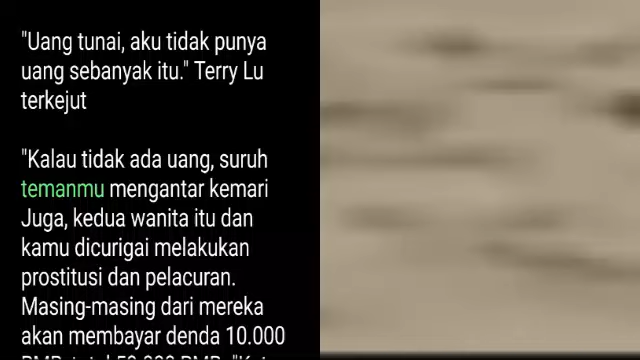 "Uang tunai, aku tidak punya
uang sebanyak itu." Terry Lu
terkejut
"Kalau tidak ada uang, suruh
temanmu mengantar kemari
Juga, kedua wanita itu dan
kamu dicurigai melakukan
prostitusi dan pelacuran.
Masing-masing dari mereka
akan membayar denda 10.000